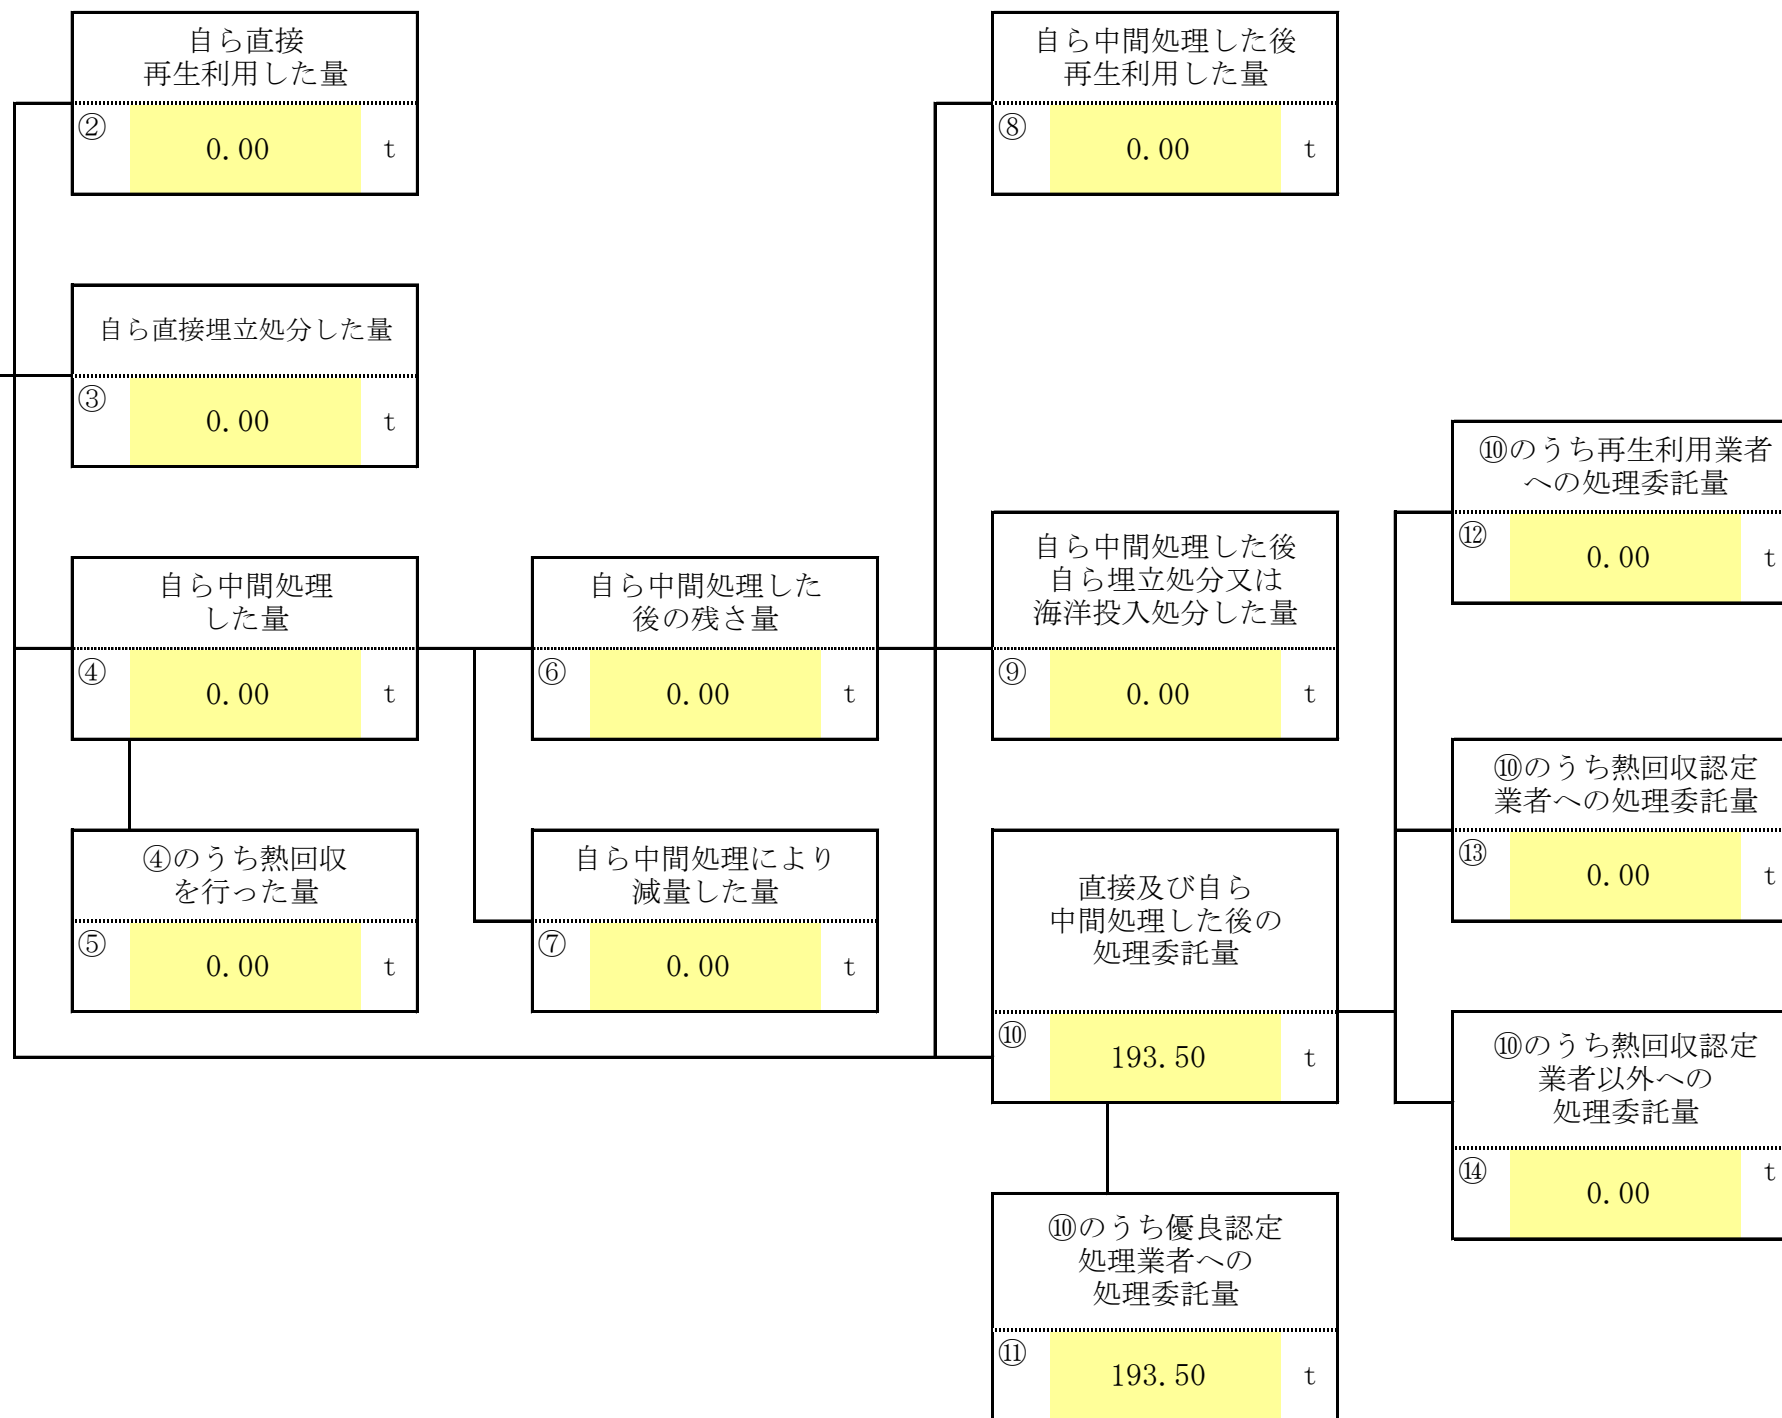 自ら直接
再生利用した量
②
0.00
t
自ら中間処理した後
再生利用した量
⑧
0.00
t
自ら直接埋立処分した量
③
0.00
t
⑩のうち再生利用業者
への処理委託量
⑫
0.00
t
自ら中間処理
した量
④
0.00
t
自ら中間処理した
後の残さ量
⑥
0.00
t
自ら中間処理した後
自ら埋立処分又は
海洋投入処分した量
⑨
0.00
t
⑩のうち熱回収認定
業者への処理委託量
⑬
0.00
t
④のうち熱回収
を行った量
⑤
0.00
t
自ら中間処理により
減量した量
⑦
0.00
t
直接及び自ら
中間処理した後の
処理委託量
⑩
193.50
t
⑩のうち熱回収認定
業者以外への
処理委託量
⑭
0.00
t
⑩のうち優良認定
処理業者への
処理委託量
⑪
193.50
t